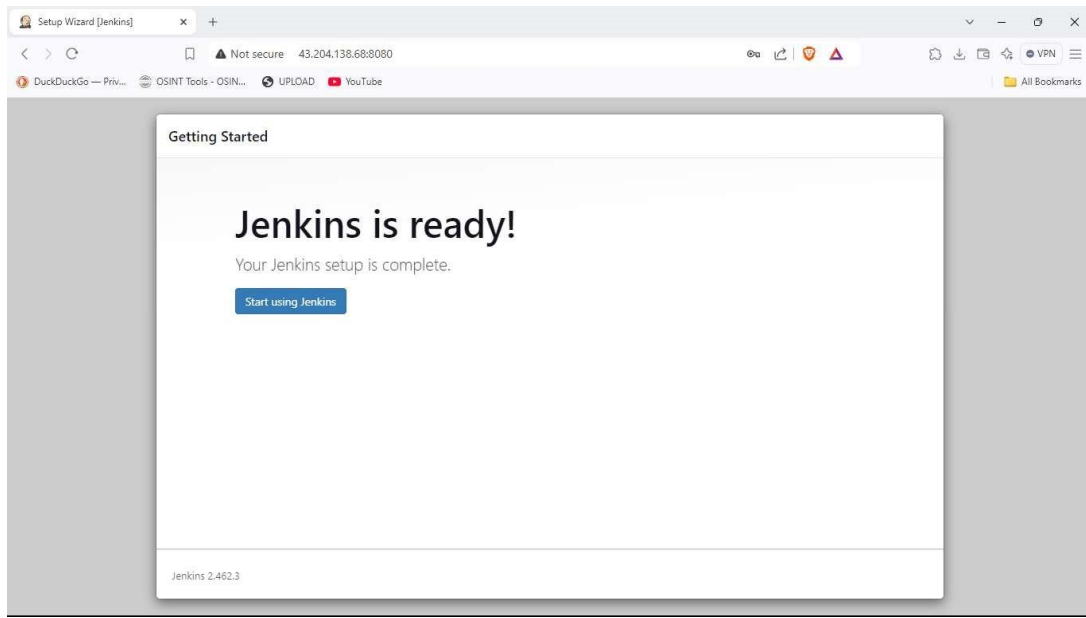 Setup Wizard [Jenkins]
Not secure 43.204.138.68:8080
VPN
DuckDuckGo — Priv... OSINT Tools - OSIN... UPLOAD YouTube All Bookmarks
Getting Started
Jenkins is ready!
Your Jenkins setup is complete.
Start using Jenkins
Jenkins 2.462.3